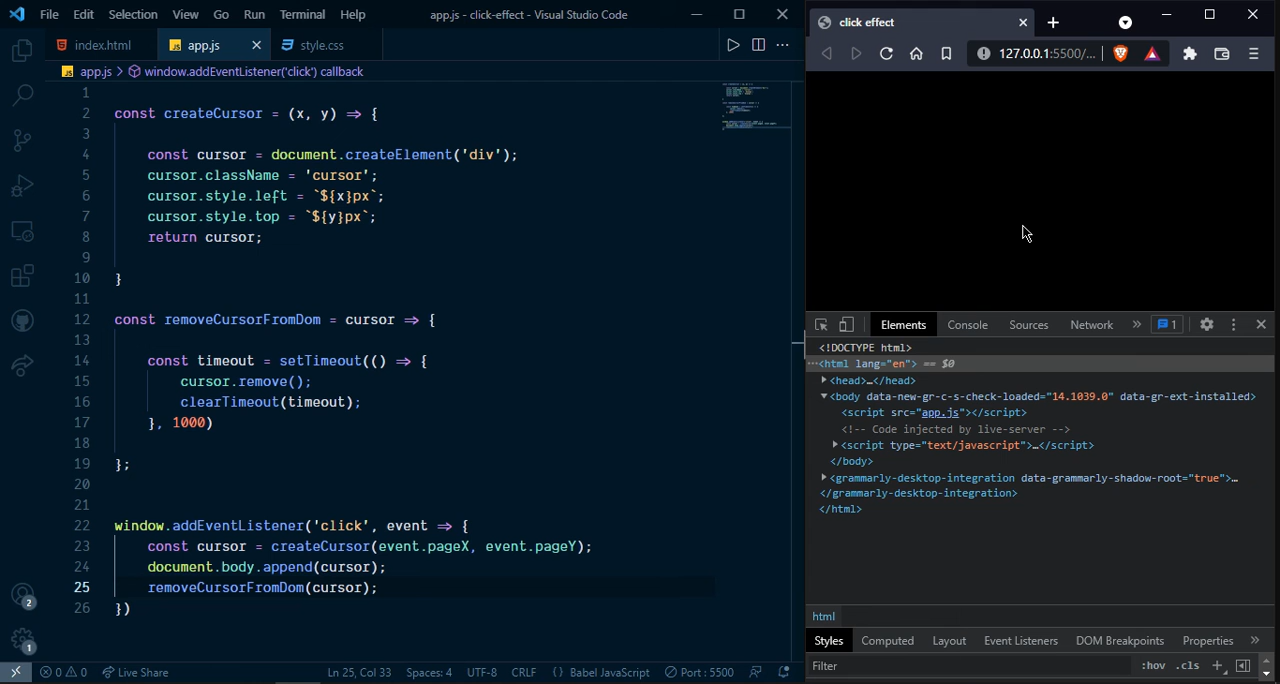 File Edit Selection View Go Run Terminal Help app.js - click-effect - Visual Studio Code
index.html app.js style.css
app.js > window.addEventListener('click') callback
1
2 const createCursor = (x, y) => {
3
4 const cursor = document.createElement('div');
5 cursor.className = 'cursor';
6 cursor.style.left = `${x}px`;
7 cursor.style.top = `${y}px`;
8 return cursor;
9
10 }
11
12 const removeCursorFromDom = cursor => {
13
14 const timeout = setTimeout(() => {
15 cursor.remove();
16 clearTimeout(timeout);
17 }, 1000)
18
19 };
20
21
22 window.addEventListener('click', event => {
23 const cursor = createCursor(event.pageX, event.pageY);
24 document.body.append(cursor);
25 removeCursorFromDom(cursor);
26 })
2
1
0 0 Live Share Ln 25, Col 33 Spaces: 4 UTF-8 CRLF {} Babel JavaScript Port : 5500
click effect
127.0.0.1:5500/...
Elements Console Sources Network » 1
<!DOCTYPE html>
…<html lang="en"> == $0
<head>…</head>
<body data-new-gr-c-s-check-loaded="14.1039.0" data-gr-ext-installed>
<script src="app.js"></script>
<!-- Code injected by live-server -->
<script type="text/javascript">…</script>
</body>
<grammarly-desktop-integration data-grammarly-shadow-root="true">…
</grammarly-desktop-integration>
</html>
html
Styles Computed Layout Event Listeners DOM Breakpoints Properties »
Filter :hov .cls +